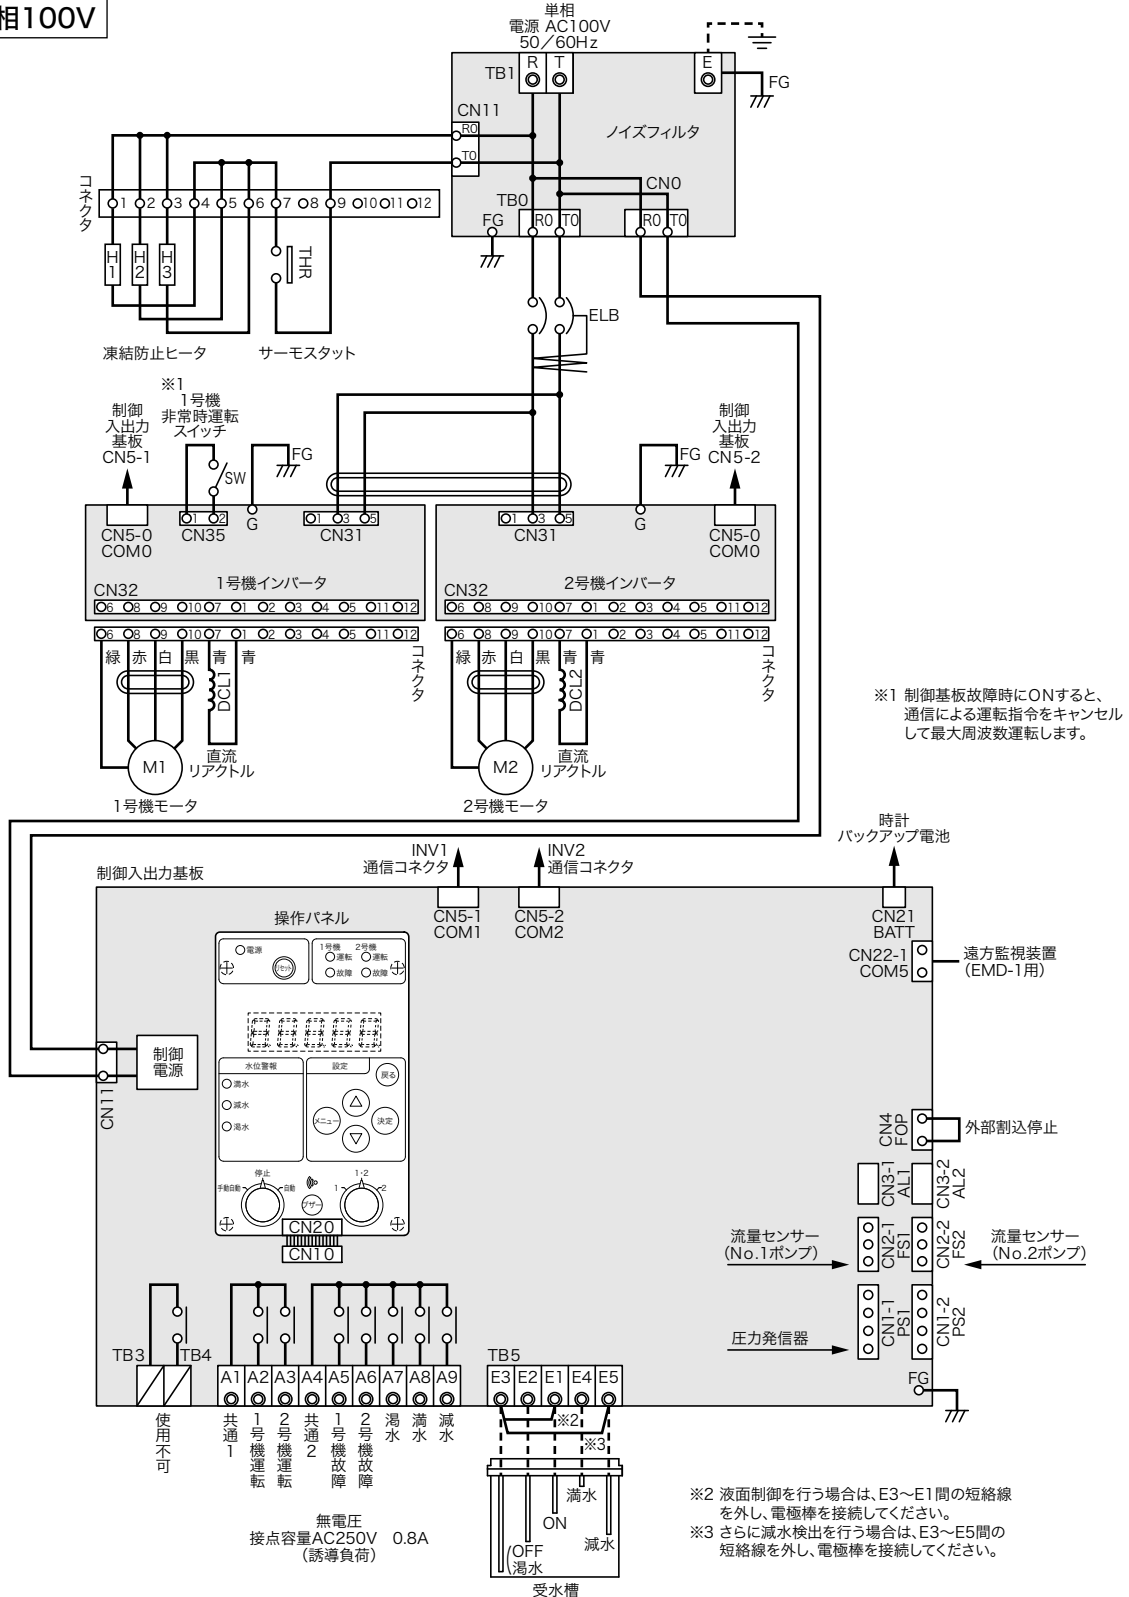 相100V
単相
電源 AC100V
50／60Hz
TB1
R
T
E
FG
CN11
R0
T0
ノイズフィルタ
CN0
TB0
FG
R0
T0
R0
T0
コネクタ
1
2
3
4
5
6
7
8
9
10
11
12
H1
H2
H3
THR
ELB
凍結防止ヒータ
サーモスタット
※1
1号機
非常時運転
スイッチ
制御
入出力
基板
CN5-1
SW
FG
制御
入出力
基板
CN5-2
FG
CN5-0
COM0
1
2
CN35
G
1
3
5
CN31
1
3
5
CN31
G
CN5-0
COM0
CN32
1号機インバータ
6 8 9 10 7 1 2 3 4 5 11 12
CN32
2号機インバータ
6 8 9 10 7 1 2 3 4 5 11 12
6 8 9 10 7 1 2 3 4 5 11 12
6 8 9 10 7 1 2 3 4 5 11 12
緑 赤 白 黒 青 青
コネクタ
緑 赤 白 黒 青 青
コネクタ
DCL1
DCL2
M1
直流
リアクトル
1号機モータ
M2
直流
リアクトル
2号機モータ
※1 制御基板故障時にONすると、
通信による運転指令をキャンセル
して最大周波数運転します。
時計
バックアップ電池
INV1
通信コネクタ
INV2
通信コネクタ
制御入出力基板
CN5-1
COM1
CN5-2
COM2
CN21
BATT
操作パネル
電源
リセット
1号機
2号機
運転
運転
故障
故障
CN22-1
COM5
遠方監視装置
(EMD-1用)
8.8.8.8.8.
水位警報
設定
戻る
満水
減水
渇水
メニュー
決定
制御
電源
CN11
停止
手動
自動
自動
ブザー
1・2
1
2
CN20
CN10
CN4
FOP
外部割込停止
CN3-1
AL1
CN3-2
AL2
流量センサー
(No.1ポンプ)
CN2-1
FS1
CN2-2
FS2
流量センサー
(No.2ポンプ)
圧力発信器
CN1-1
PS1
CN1-2
PS2
FG
TB3
TB4
A1 A2 A3 A4 A5 A6 A7 A8 A9
TB5
E3 E2 E1 E4 E5
使用不可
共通1
1号機運転
2号機運転
共通2
1号機故障
2号機故障
渇水
満水
減水
※2
※3
無電圧
接点容量AC250V 0.8A
(誘導負荷)
満水
ON
減水
(OFF
渇水
受水槽
※2 液面制御を行う場合は、E3～E1間の短絡線
を外し、電極棒を接続してください。
※3 さらに減水検出を行う場合は、E3～E5間の
短絡線を外し、電極棒を接続してください。